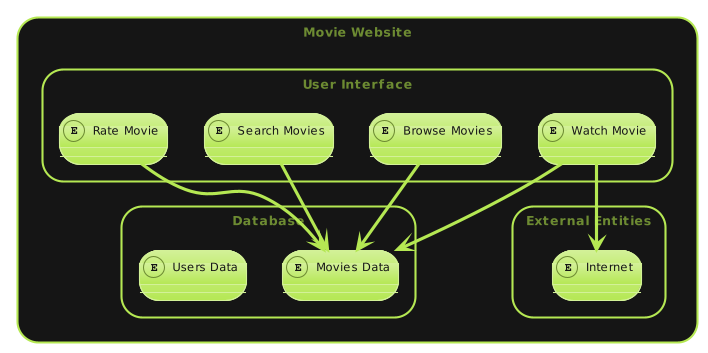 Movie Website
User Interface
E Rate Movie
E Search Movies
E Browse Movies
E Watch Movie
Database
External Entities
E Users Data
E Movies Data
E Internet